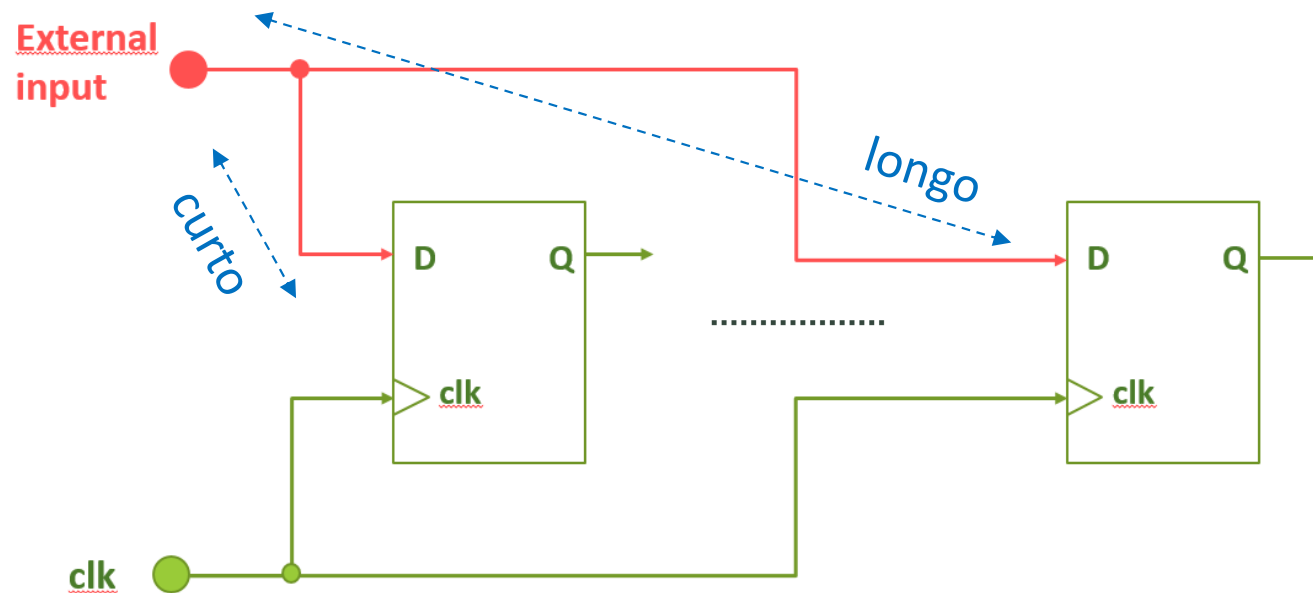 External
input
longo
curto
D
Q
D
Q
clk
clk
clk